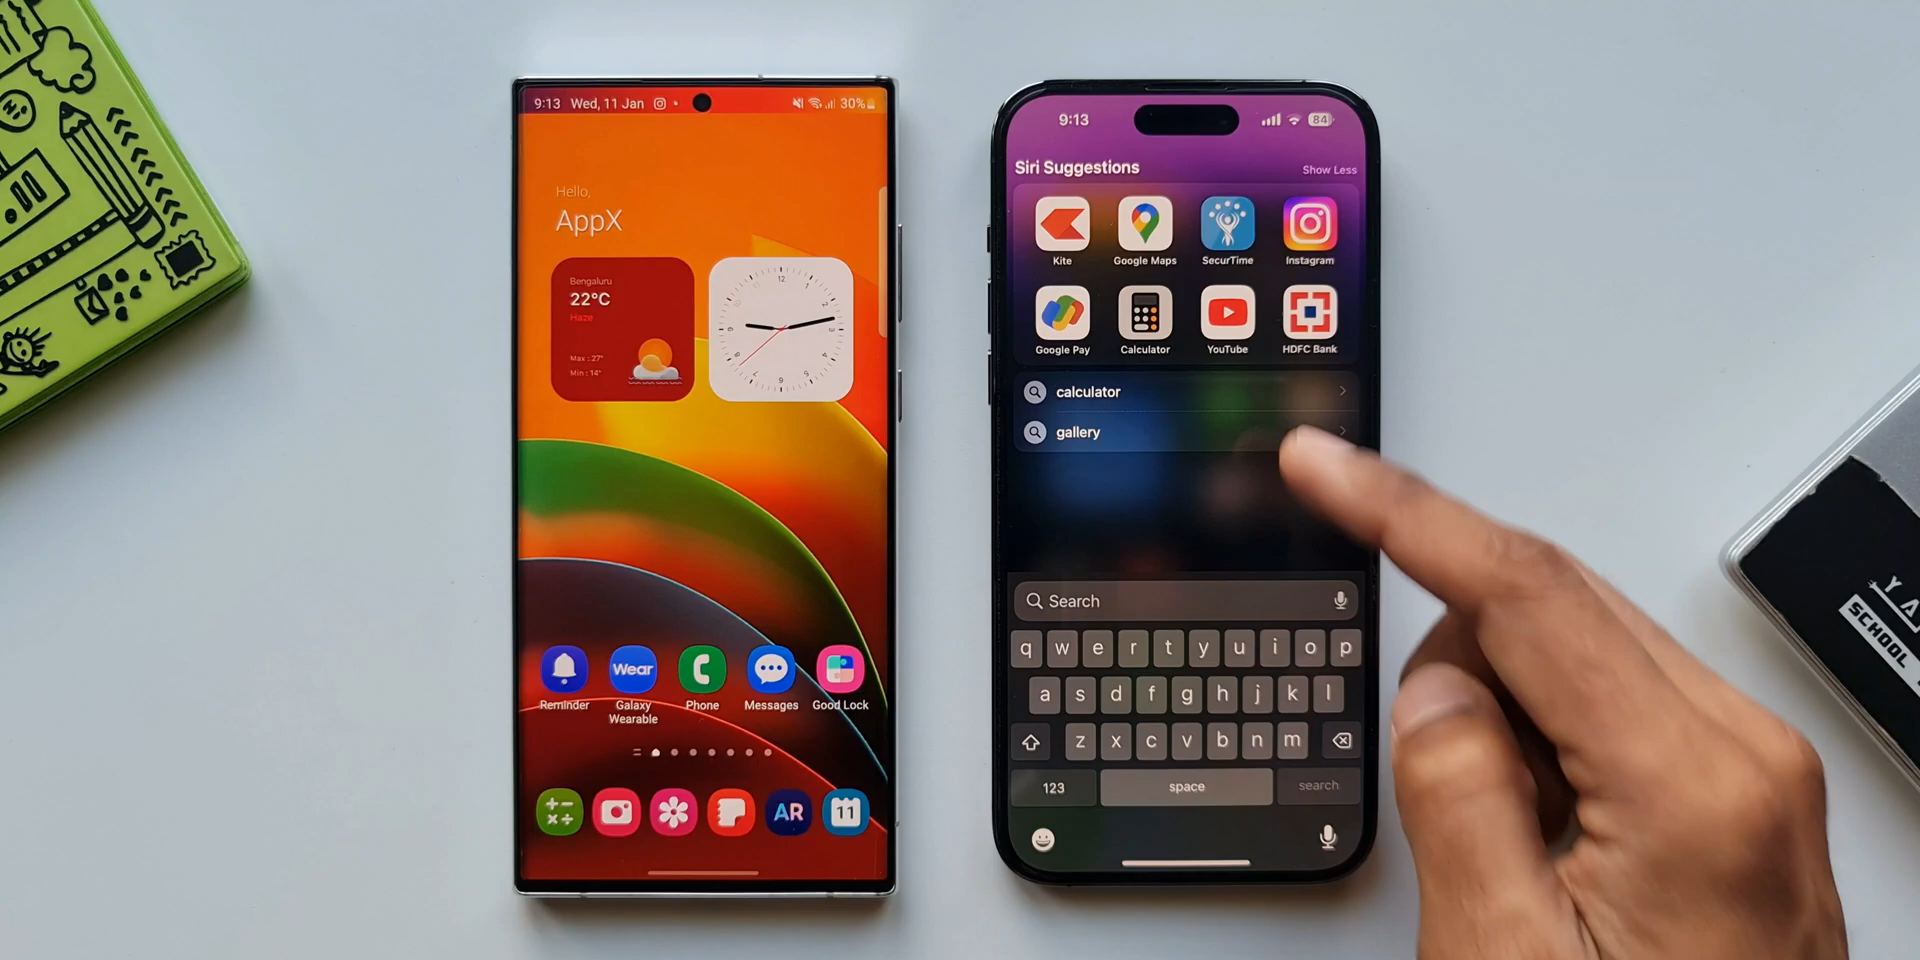 9:13 Wed, 11 Jan
30%
Hello,
AppX
Bengaluru
22°C
Haze
Max : 27°
Min : 14°
12
Reminder
Galaxy
Wearable
Wear
Phone
Messages
Good Lock
AR
11
9:13
84
Siri Suggestions
Show Less
Kite
Google Maps
SecurTime
Instagram
Google Pay
Calculator
YouTube
HDFC Bank
calculator
gallery
Search
q w e r t y u i o p
a s d f g h j k l
z x c v b n m
123 space search
YA
SCHOOL